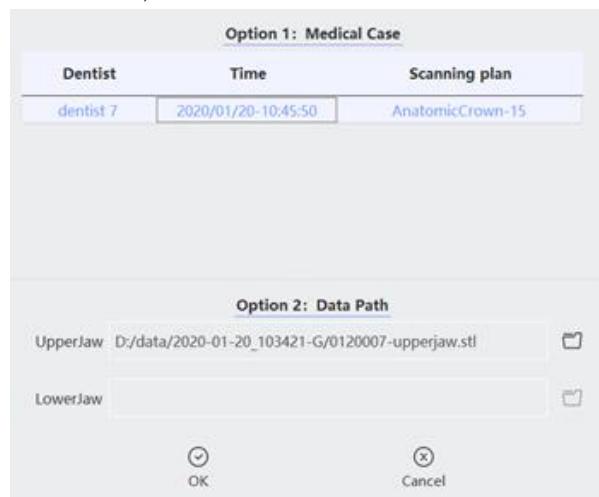 Option 1: Medical Case
Dentist Time Scanning plan
dentist 7 2020/01/20-10:45:50 AnatomicCrown-15
Option 2: Data Path
UpperJaw D:/data/2020-01-20_103421-G/0120007-upperjaw.stl
LowerJaw
OK Cancel